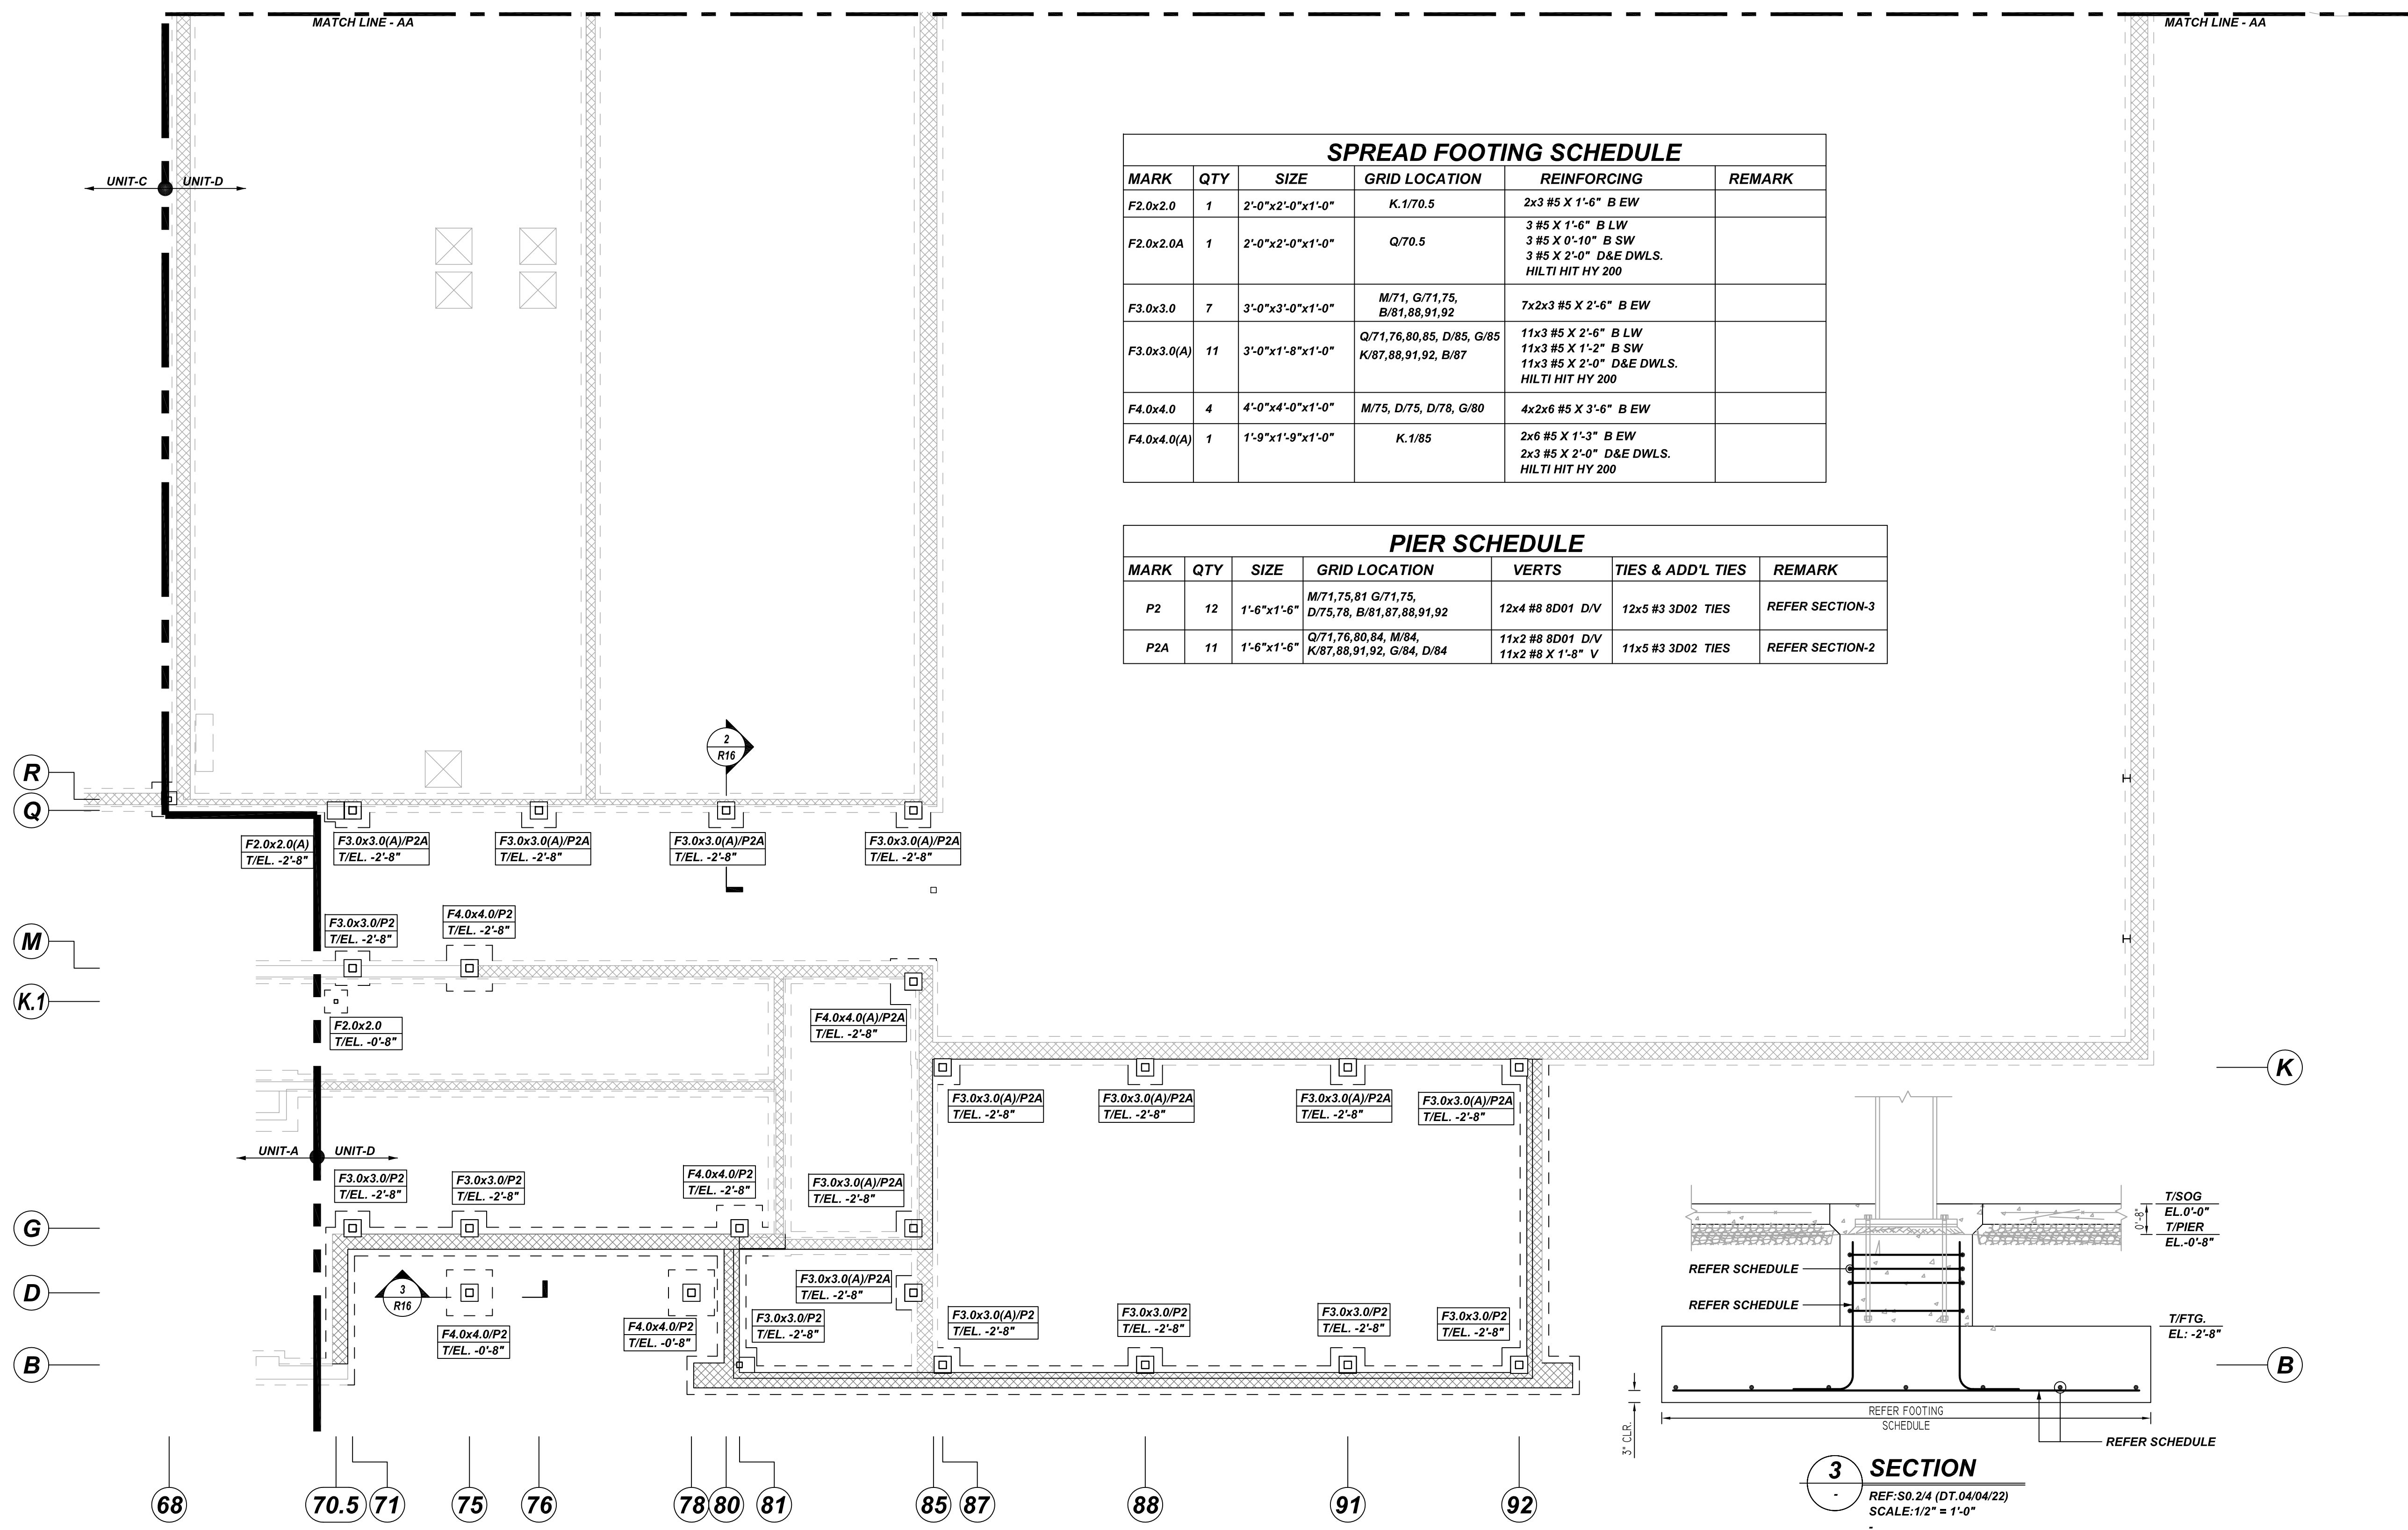 MATCH LINE - AA
MATCH LINE - AA
UNIT-C
UNIT-D
SPREAD FOOTING SCHEDULE
MARK QTY SIZE GRID LOCATION REINFORCING REMARK
F2.0x2.0 1 2'-0"x2'-0"x1'-0" K.1/70.5 2x3 #5 X 1'-6" B EW
F2.0x2.0A 1 2'-0"x2'-0"x1'-0" Q/70.5
3 #5 X 1'-6" B LW
3 #5 X 0'-10" B SW
3 #5 X 2'-0" D&E DWLS.
HILTI HIT HY 200
F3.0x3.0 7 3'-0"x3'-0"x1'-0"
M/71, G/71,75,
B/81,88,91,92
7x2x3 #5 X 2'-6" B EW
F3.0x3.0(A) 11 3'-0"x1'-8"x1'-0"
Q/71,76,80,85, D/85, G/85
K/87,88,91,92, B/87
11x3 #5 X 2'-6" B LW
11x3 #5 X 1'-2" B SW
11x3 #5 X 2'-0" D&E DWLS.
HILTI HIT HY 200
F4.0x4.0 4 4'-0"x4'-0"x1'-0" M/75, D/75, D/78, G/80 4x2x6 #5 X 3'-6" B EW
F4.0x4.0(A) 1 1'-9"x1'-9"x1'-0" K.1/85
2x6 #5 X 1'-3" B EW
2x3 #5 X 2'-0" D&E DWLS.
HILTI HIT HY 200
PIER SCHEDULE
MARK QTY SIZE GRID LOCATION VERTS TIES & ADD'L TIES REMARK
P2 12 1'-6"x1'-6"
M/71,75,81 G/71,75,
D/75,78, B/81,87,88,91,92
12x4 #8 8D01 D/V 12x5 #3 3D02 TIES REFER SECTION-3
P2A 11 1'-6"x1'-6"
Q/71,76,80,84, M/84,
K/87,88,91,92, G/84, D/84
11x2 #8 8D01 D/V
11x2 #8 X 1'-8" V
11x5 #3 3D02 TIES REFER SECTION-2
2
R16
R
Q
F2.0x2.0(A)
T/EL. -2'-8"
F3.0x3.0(A)/P2A
T/EL. -2'-8"
F3.0x3.0(A)/P2A
T/EL. -2'-8"
F3.0x3.0(A)/P2A
T/EL. -2'-8"
F3.0x3.0(A)/P2A
T/EL. -2'-8"
F3.0x3.0/P2
T/EL. -2'-8"
F4.0x4.0/P2
T/EL. -2'-8"
M
K.1
F2.0x2.0
T/EL. -0'-8"
F4.0x4.0(A)/P2A
T/EL. -2'-8"
K
F3.0x3.0(A)/P2A
T/EL. -2'-8"
F3.0x3.0(A)/P2A
T/EL. -2'-8"
F3.0x3.0(A)/P2A
T/EL. -2'-8"
F3.0x3.0(A)/P2A
T/EL. -2'-8"
UNIT-A
UNIT-D
F3.0x3.0/P2
T/EL. -2'-8"
F3.0x3.0/P2
T/EL. -2'-8"
F4.0x4.0/P2
T/EL. -2'-8"
F3.0x3.0(A)/P2A
T/EL. -2'-8"
G
D
3
R16
F3.0x3.0(A)/P2A
T/EL. -2'-8"
F4.0x4.0/P2
T/EL. -0'-8"
F4.0x4.0/P2
T/EL. -0'-8"
F3.0x3.0/P2
T/EL. -2'-8"
F3.0x3.0(A)/P2
T/EL. -2'-8"
F3.0x3.0/P2
T/EL. -2'-8"
F3.0x3.0/P2
T/EL. -2'-8"
F3.0x3.0/P2
T/EL. -2'-8"
B
B
T/SOG
EL.0'-0"
0'-8"
T/PIER
EL.-0'-8"
REFER SCHEDULE
REFER SCHEDULE
T/FTG.
EL: -2'-8"
3" CLR.
REFER FOOTING
SCHEDULE
REFER SCHEDULE
3
-
SECTION
REF:S0.2/4 (DT.04/04/22)
SCALE:1/2" = 1'-0"
-
68 70.5 71 75 76 78 80 81 85 87 88 91 92